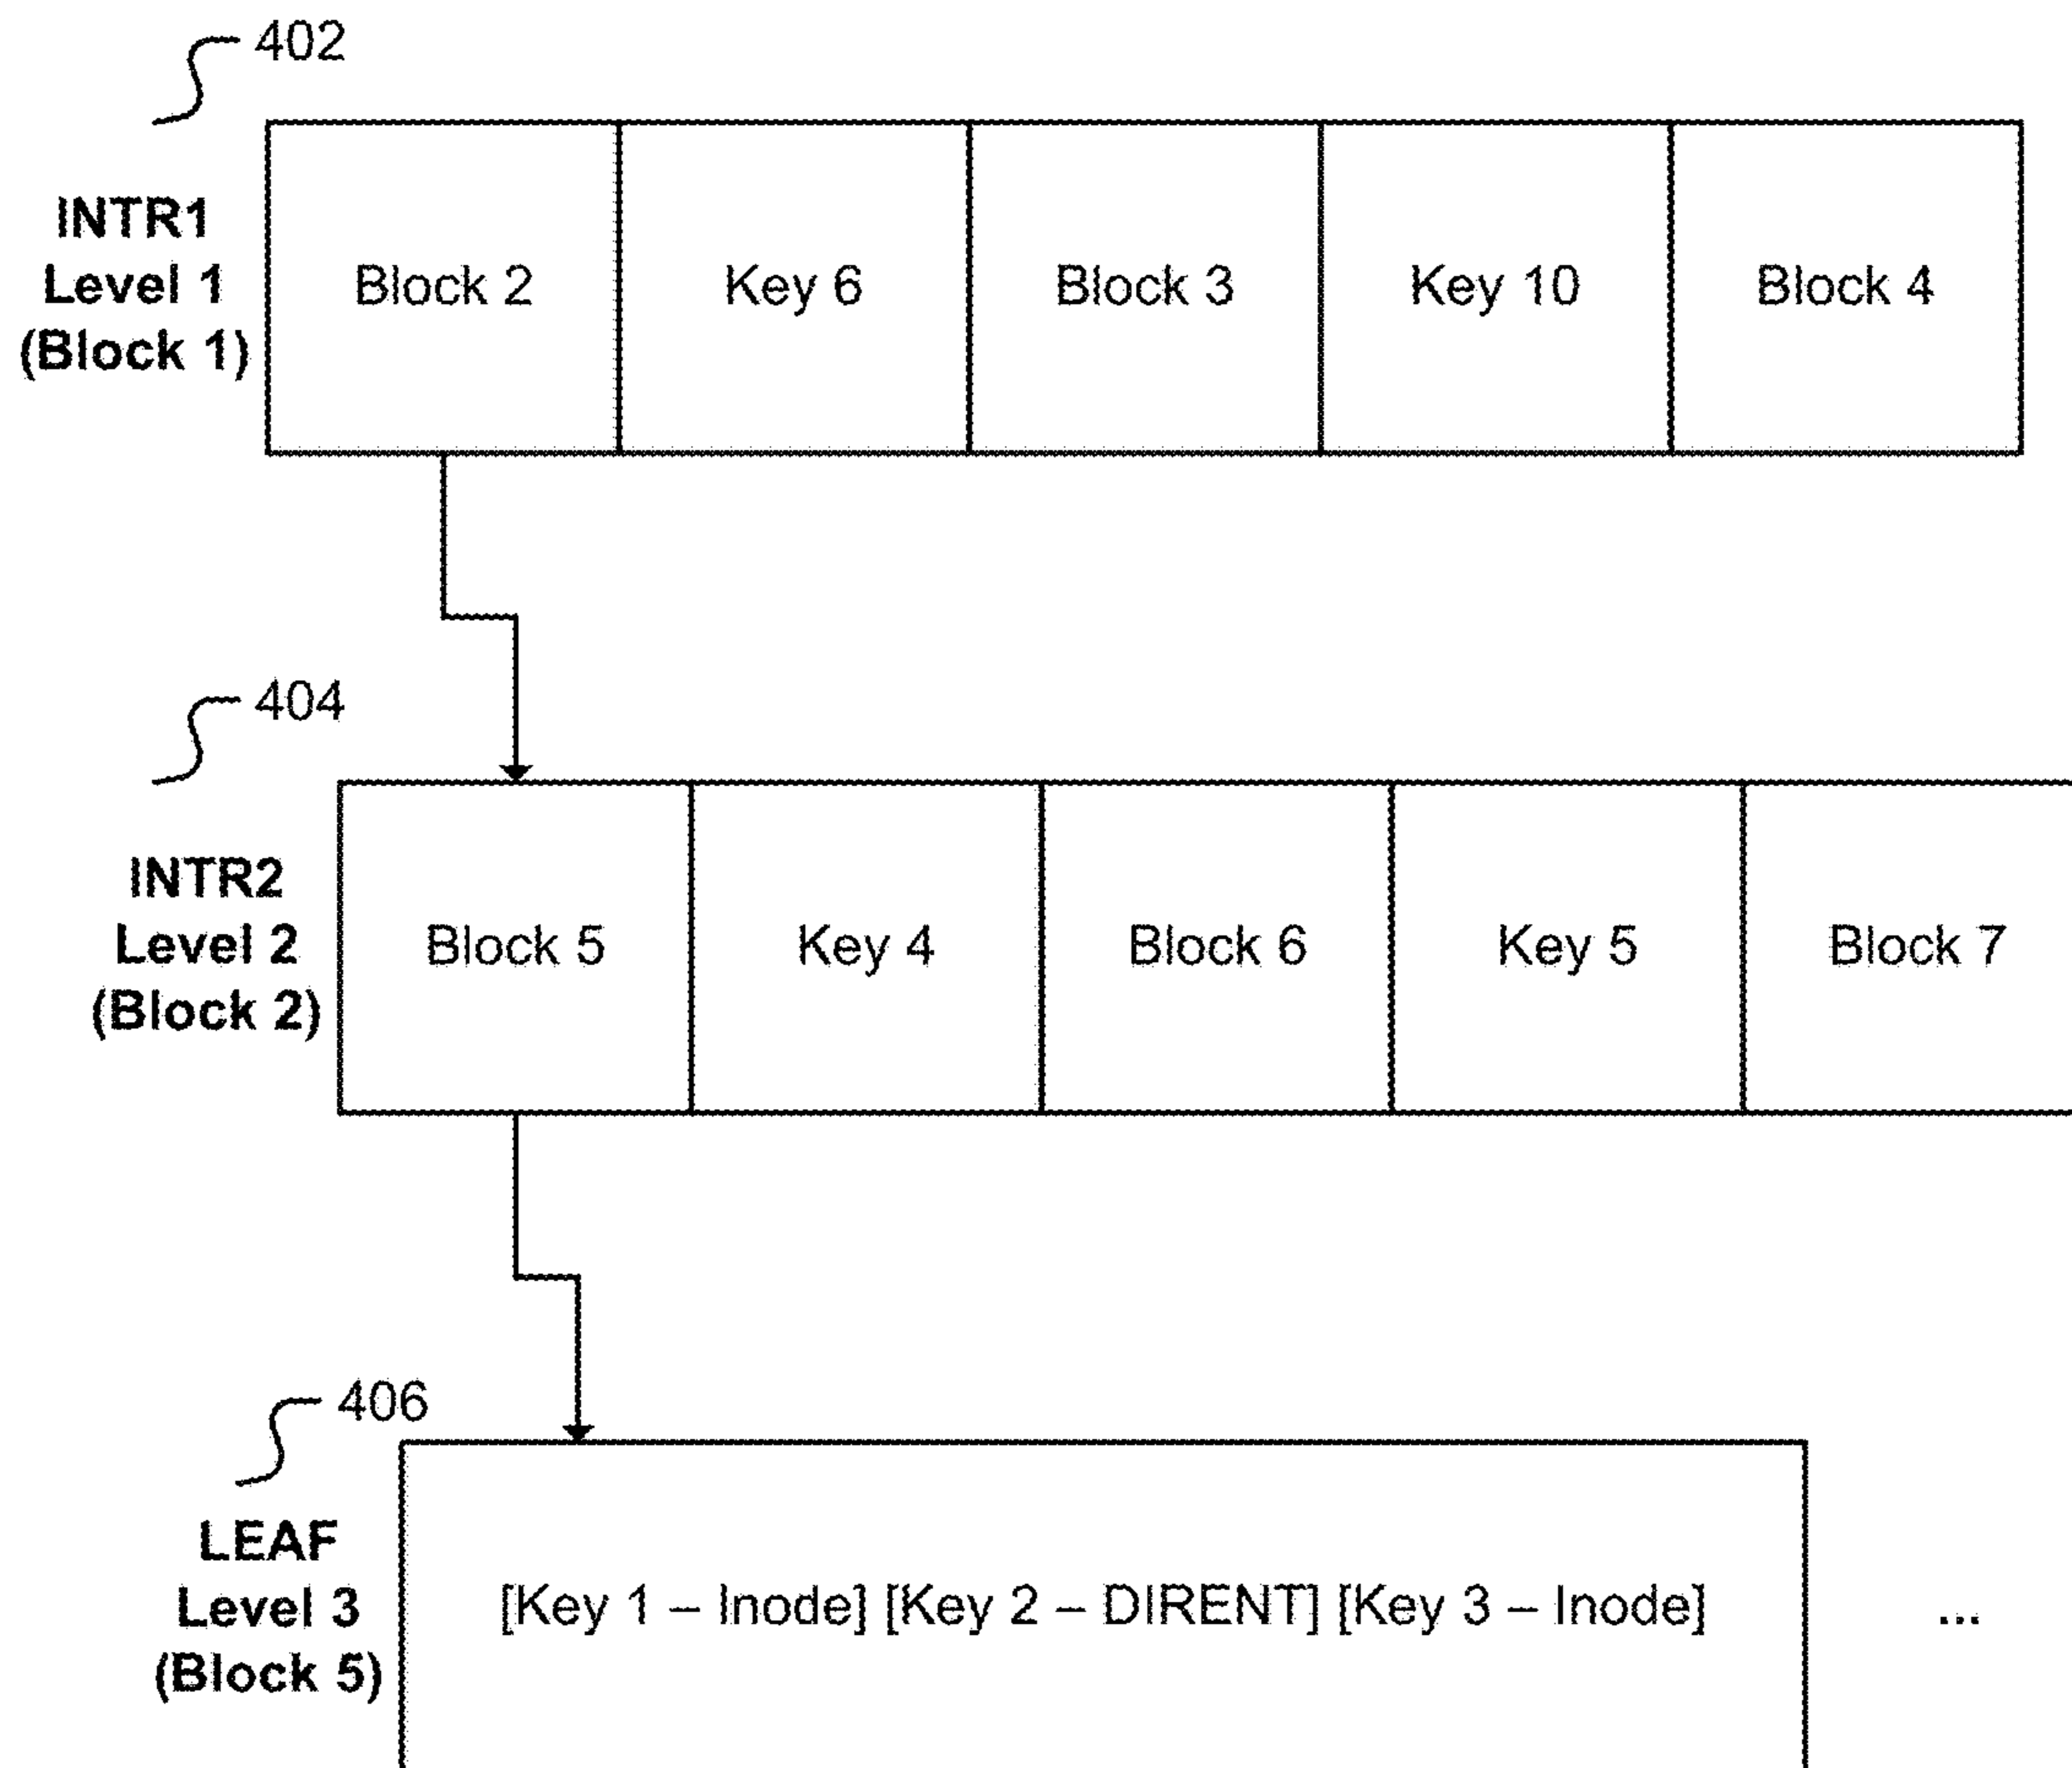 402
INTR1
Level 1
(Block 1)
Block 2 Key 6 Block 3 Key 10 Block 4
404
INTR2
Level 2
(Block 2)
Block 5 Key 4 Block 6 Key 5 Block 7
406
LEAF
Level 3
(Block 5)
[Key 1 – Inode] [Key 2 – DIRENT] [Key 3 – Inode] ...